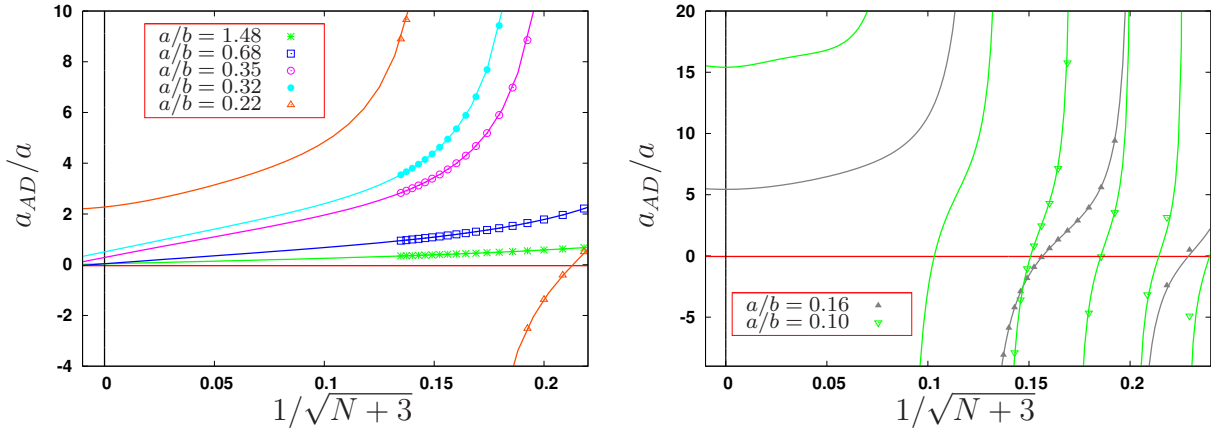 10
8
6
4
2
0
-2
-4
0
0.05
0.1
0.15
0.2
a_{AD}/a
1/\sqrt{N+3}
a/b = 1.48
a/b = 0.68
a/b = 0.35
a/b = 0.32
a/b = 0.22
20
15
10
5
0
-5
0
0.05
0.1
0.15
0.2
a_{AD}/a
1/\sqrt{N+3}
a/b = 0.16
a/b = 0.10